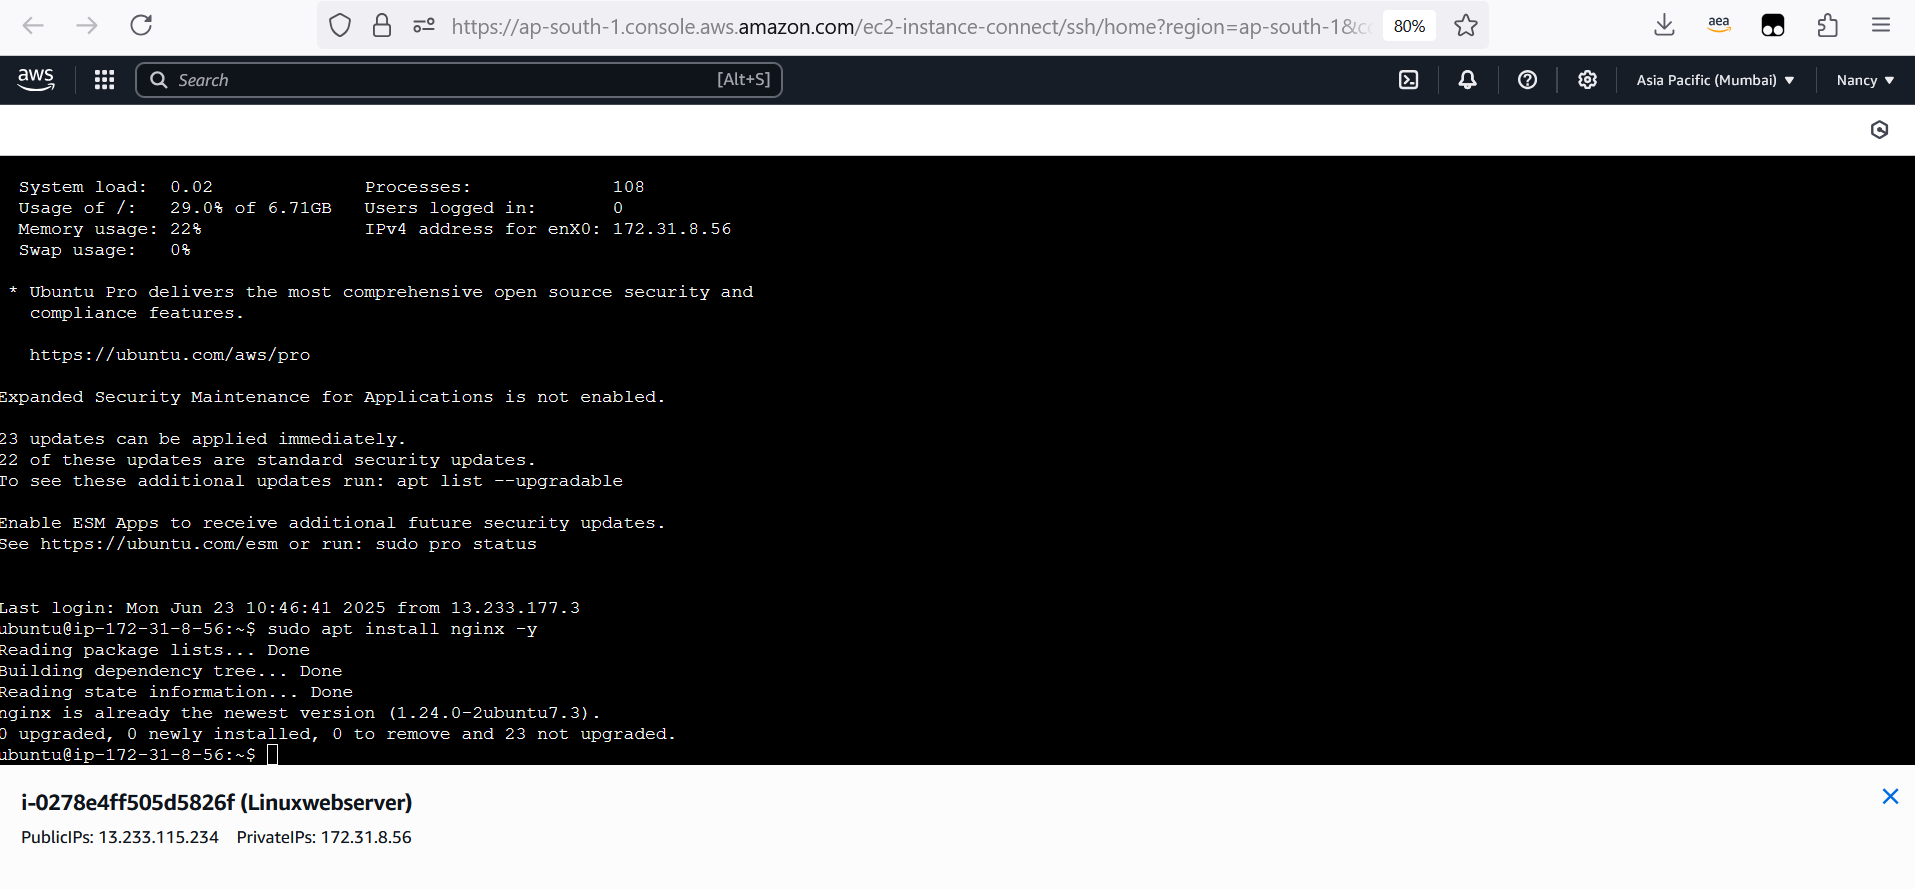 https://ap-south-1.console.aws.amazon.com/ec2-instance-connect/ssh/home?region=ap-south-1&c
80%
aea
aws
Search
[Alt+S]
Asia Pacific (Mumbai)
Nancy
System load: 0.02 Processes: 108
Usage of /: 29.0% of 6.71GB Users logged in: 0
Memory usage: 22% IPv4 address for enX0: 172.31.8.56
Swap usage: 0%
* Ubuntu Pro delivers the most comprehensive open source security and
compliance features.
https://ubuntu.com/aws/pro
Expanded Security Maintenance for Applications is not enabled.
23 updates can be applied immediately.
22 of these updates are standard security updates.
To see these additional updates run: apt list --upgradable
Enable ESM Apps to receive additional future security updates.
See https://ubuntu.com/esm or run: sudo pro status
Last login: Mon Jun 23 10:46:41 2025 from 13.233.177.3
ubuntu@ip-172-31-8-56:~$ sudo apt install nginx -y
Reading package lists... Done
Building dependency tree... Done
Reading state information... Done
nginx is already the newest version (1.24.0-2ubuntu7.3).
0 upgraded, 0 newly installed, 0 to remove and 23 not upgraded.
ubuntu@ip-172-31-8-56:~$
i-0278e4ff505d5826f (Linuxwebserver)
PublicIPs: 13.233.115.234 PrivateIPs: 172.31.8.56